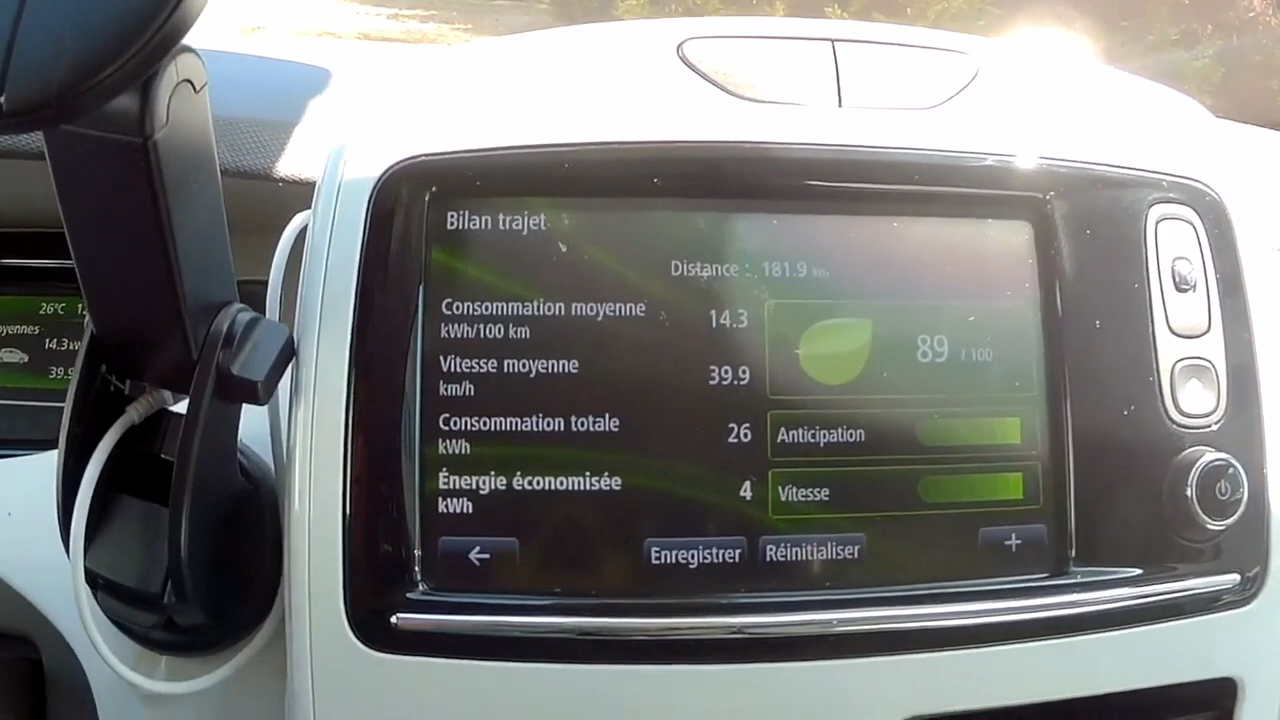 Bilan trajet
Distance : 181.9 km
Consommation moyenne
kWh/100 km
14.3
Vitesse moyenne
km/h
39.9
Consommation totale
kWh
26
Énergie économisée
kWh
4
89 / 100
Anticipation
Vitesse
Enregistrer
Réinitialiser
26°C
14.3
39.9